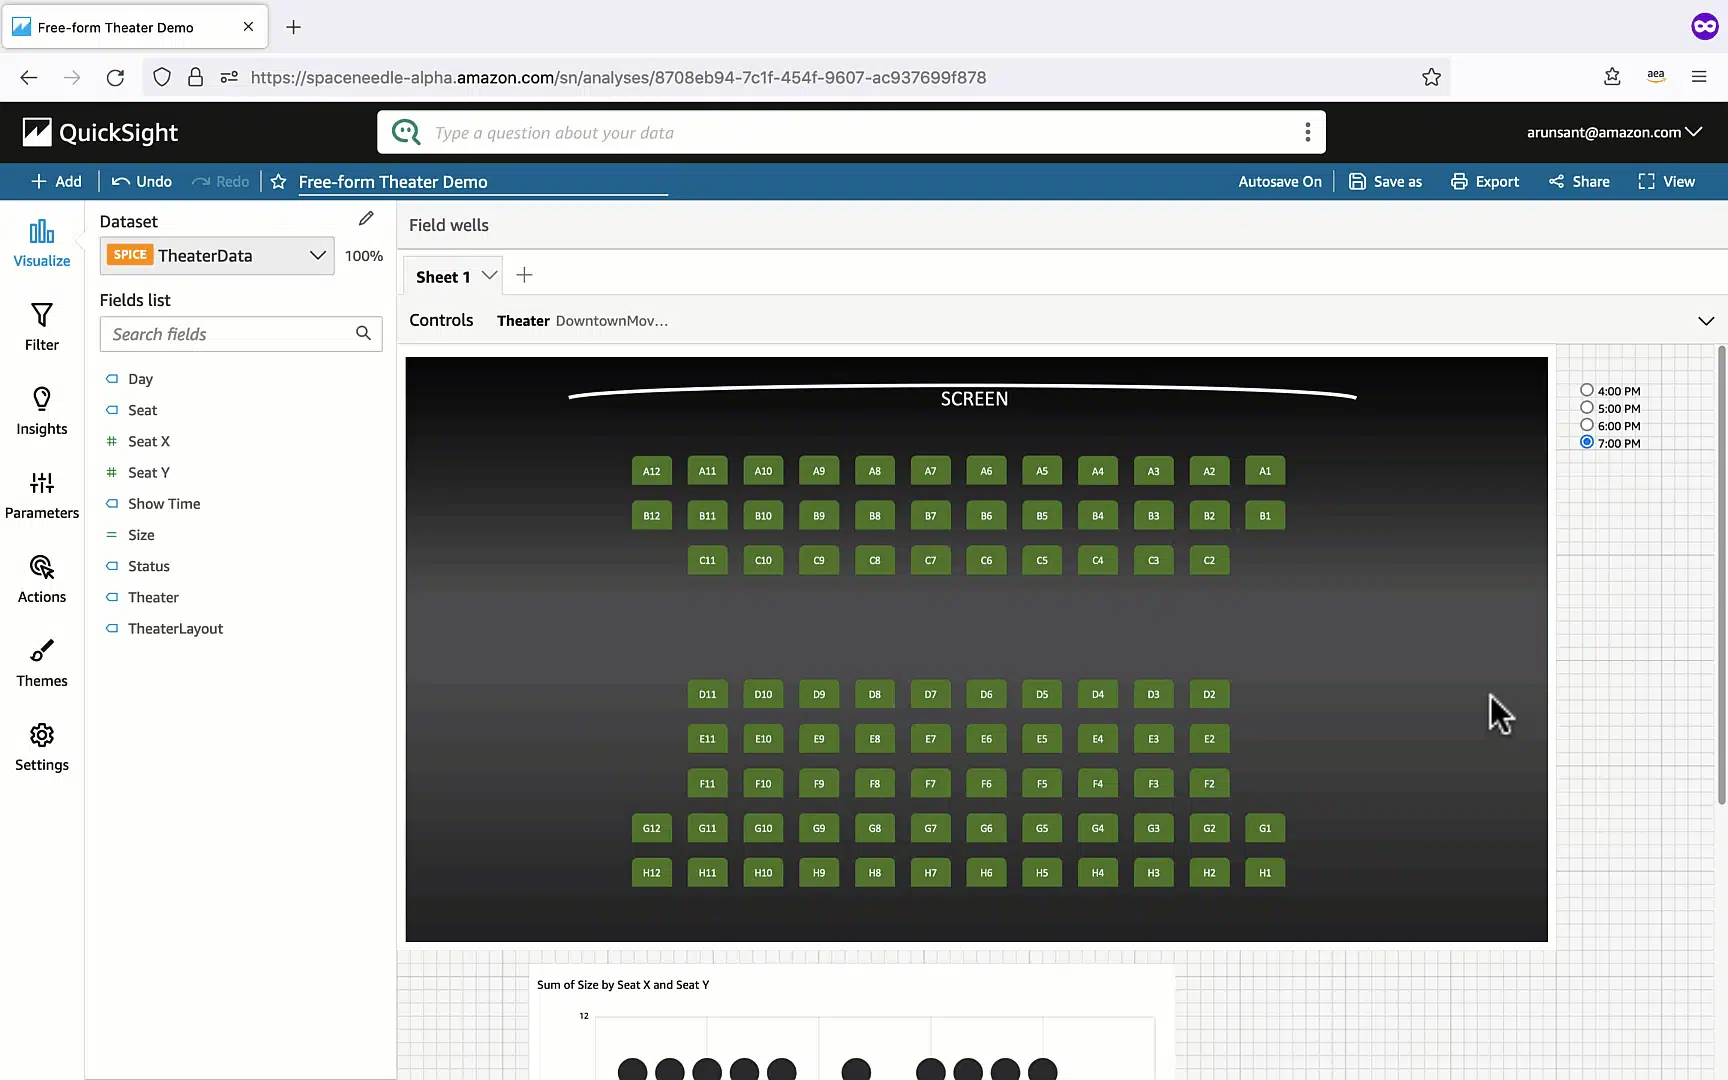 Free-form Theater Demo
https://spaceneedle-alpha.amazon.com/sn/analyses/8708eb94-7c1f-454f-9607-ac937699f878
aea
QuickSight
Type a question about your data
arunsant@amazon.com
Add
Undo
Redo
Free-form Theater Demo
Autosave On
Save as
Export
Share
View
Visualize
Filter
Insights
Parameters
Actions
Themes
Settings
Dataset
SPICE TheaterData 100%
Fields list
Search fields
Day
Seat
Seat X
Seat Y
Show Time
Size
Status
Theater
TheaterLayout
Field wells
Sheet 1
Controls Theater DowntownMov...
SCREEN
A12 A11 A10 A9 A8 A7 A6 A5 A4 A3 A2 A1
B12 B11 B10 B9 B8 B7 B6 B5 B4 B3 B2 B1
C11 C10 C9 C8 C7 C6 C5 C4 C3 C2
D11 D10 D9 D8 D7 D6 D5 D4 D3 D2
E11 E10 E9 E8 E7 E6 E5 E4 E3 E2
F11 F10 F9 F8 F7 F6 F5 F4 F3 F2
G12 G11 G10 G9 G8 G7 G6 G5 G4 G3 G2 G1
H12 H11 H10 H9 H8 H7 H6 H5 H4 H3 H2 H1
4:00 PM
5:00 PM
6:00 PM
7:00 PM
Sum of Size by Seat X and Seat Y
12